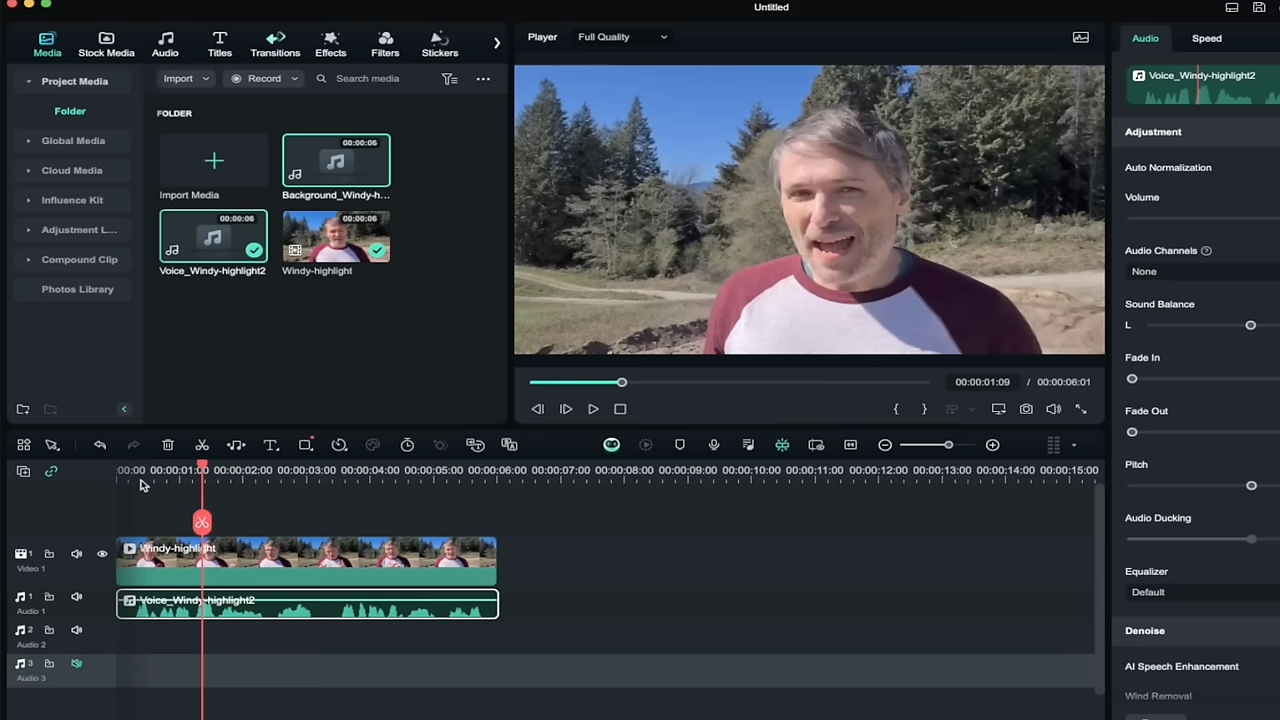 Untitled
Media
Stock Media
Audio
Titles
Transitions
Effects
Filters
Stickers
Project Media
Folder
Global Media
Cloud Media
Influence Kit
Adjustment L...
Compound Clip
Photos Library
Import
Record
Search media
FOLDER
Import Media
00:00:06
Background_Windy-h...
00:00:06
Voice_Windy-highlight2
00:00:06
Windy-highlight
Player
Full Quality
00:00:01:09 / 00:00:06:01
Audio
Speed
Voice_Windy-highlight2
Adjustment
Auto Normalization
Volume
Audio Channels
None
Sound Balance
L
Fade In
Fade Out
Pitch
Audio Ducking
Equalizer
Default
Denoise
AI Speech Enhancement
Wind Removal
:00:00 00:00:01:00 00:00:02:00 00:00:03:00 00:00:04:00 00:00:05:00 00:00:06:00 00:00:07:00 00:00:08:00 00:00:09:00 00:00:10:00 00:00:11:00 00:00:12:00 00:00:13:00 00:00:14:00 00:00:15:00
1
Video 1
Windy-highlight
1
Audio 1
Voice_Windy-highlight2
2
Audio 2
3
Audio 3